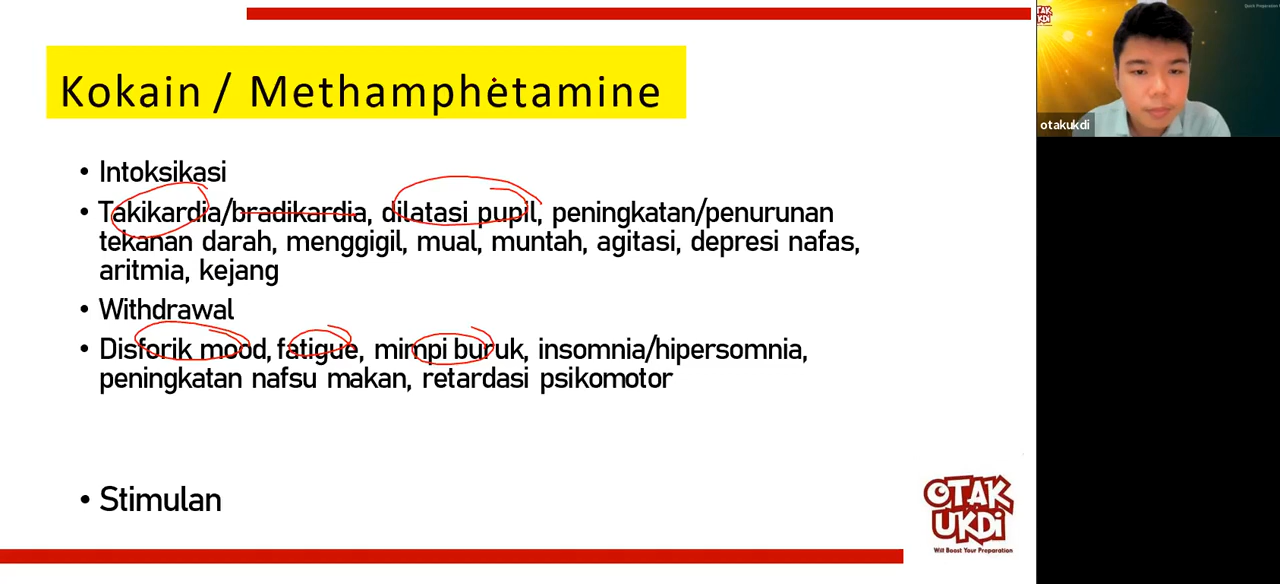 Kokain / Methamphetamine
• Intoksikasi
• Takikardia/bradikardia, dilatasi pupil, peningkatan/penurunan
tekanan darah, menggigil, mual, muntah, agitasi, depresi nafas,
aritmia, kejang
• Withdrawal
• Disforik mood, fatigue, mimpi buruk, insomnia/hipersomnia,
peningkatan nafsu makan, retardasi psikomotor
• Stimulan
OTAK
UKDi
Will Boost Your Preparation
TAK
KDi
otakukdi